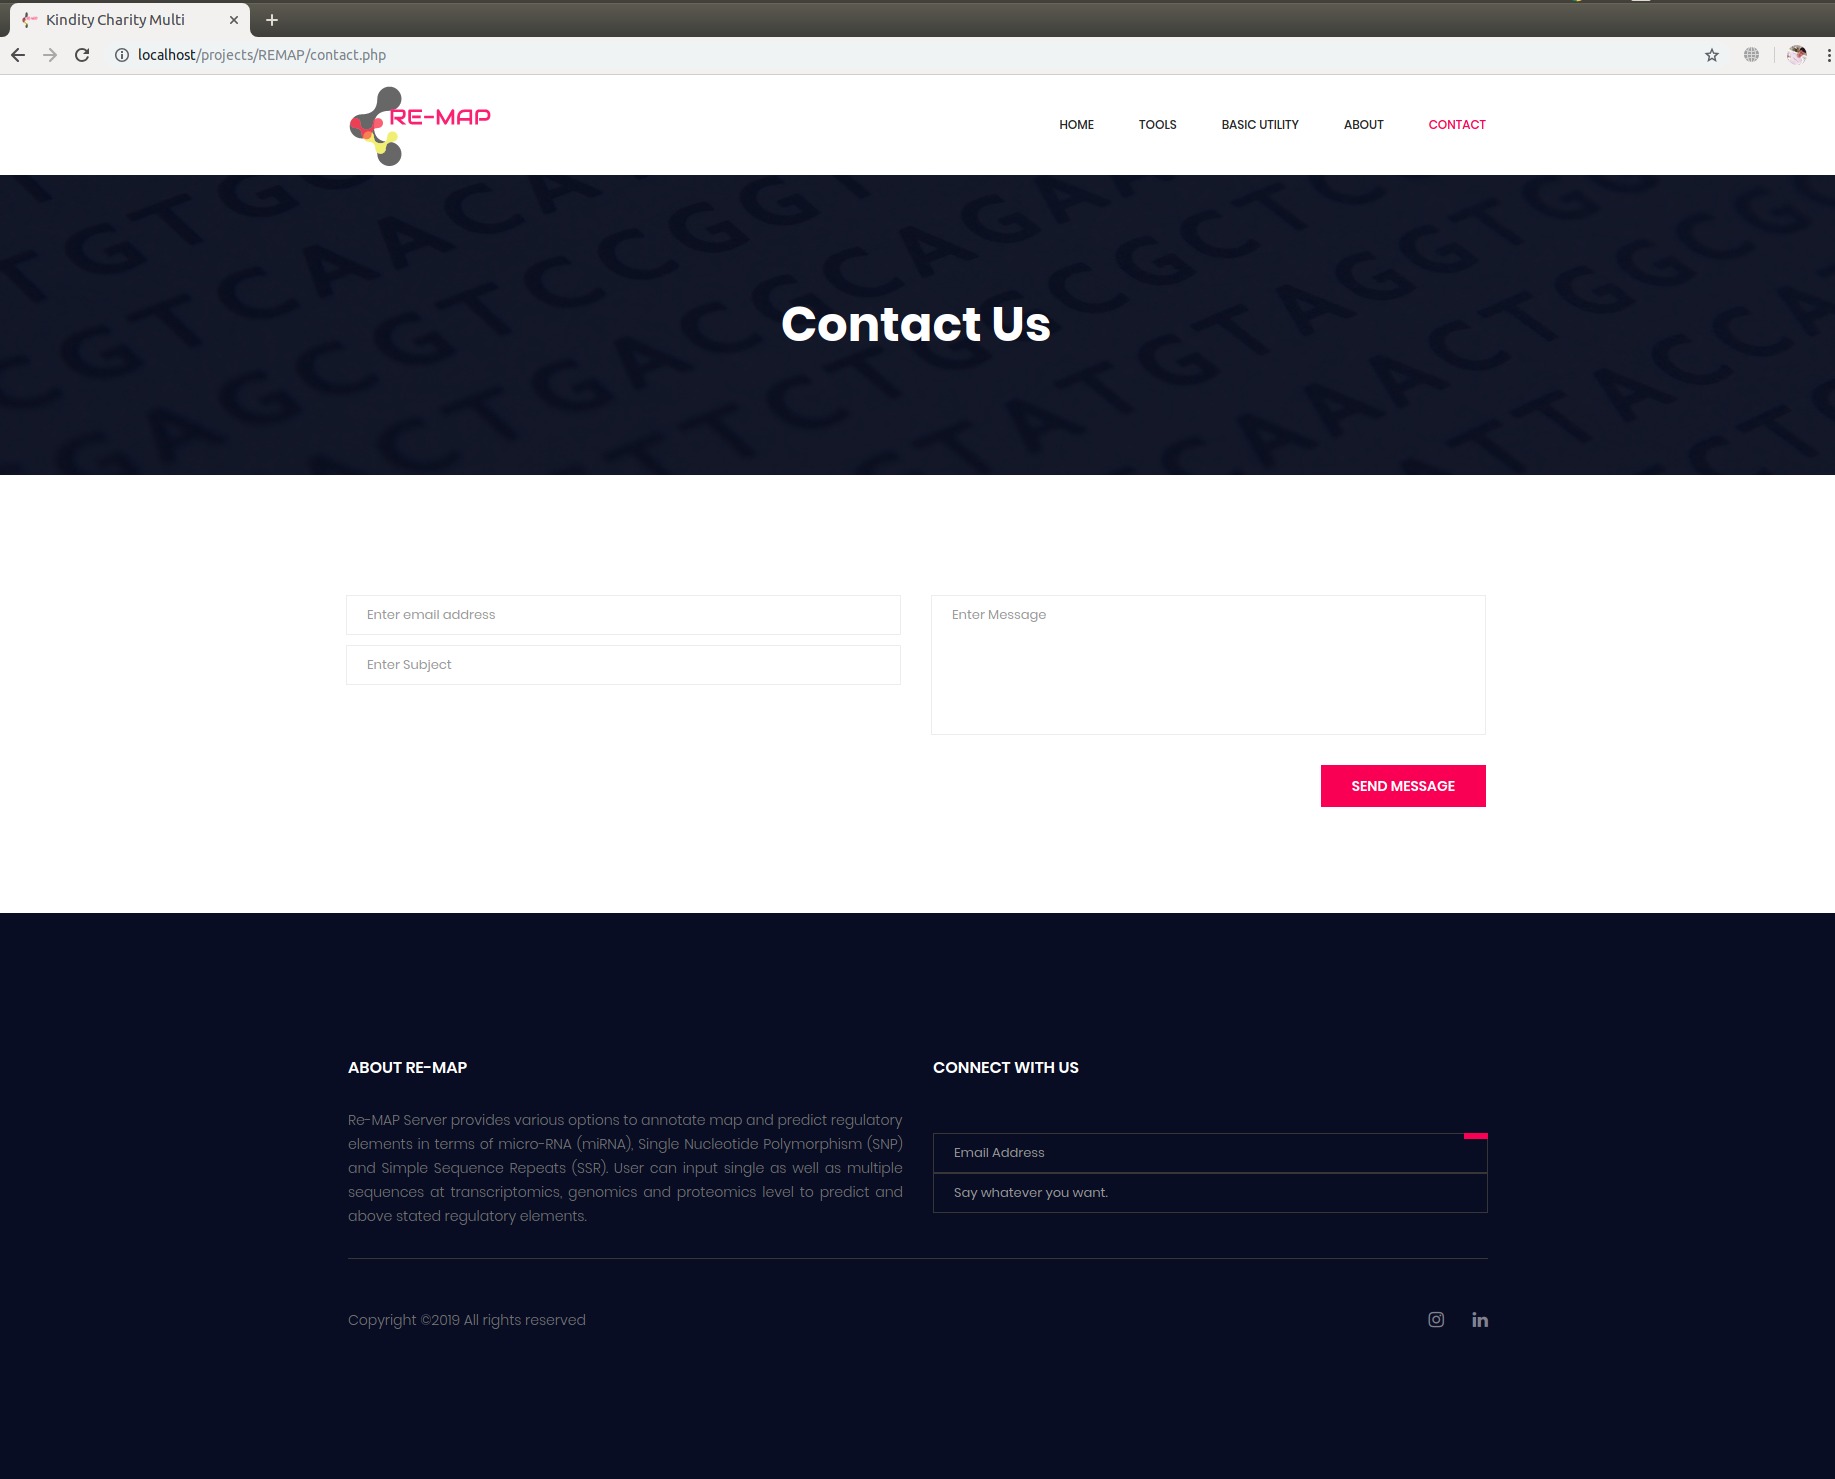 Kindity Charity Multi
localhost/projects/REMAP/contact.php
RE-MAP
HOME TOOLS BASIC UTILITY ABOUT CONTACT
Contact Us
Enter email address
Enter Subject
Enter Message
SEND MESSAGE
ABOUT RE-MAP
Re-MAP Server provides various options to annotate map and predict regulatory
elements in terms of micro-RNA (miRNA), Single Nucleotide Polymorphism (SNP)
and Simple Sequence Repeats (SSR). User can input single as well as multiple
sequences at transcriptomics, genomics and proteomics level to predict and
above stated regulatory elements.
CONNECT WITH US
Email Address
Say whatever you want.
Copyright ©2019 All rights reserved